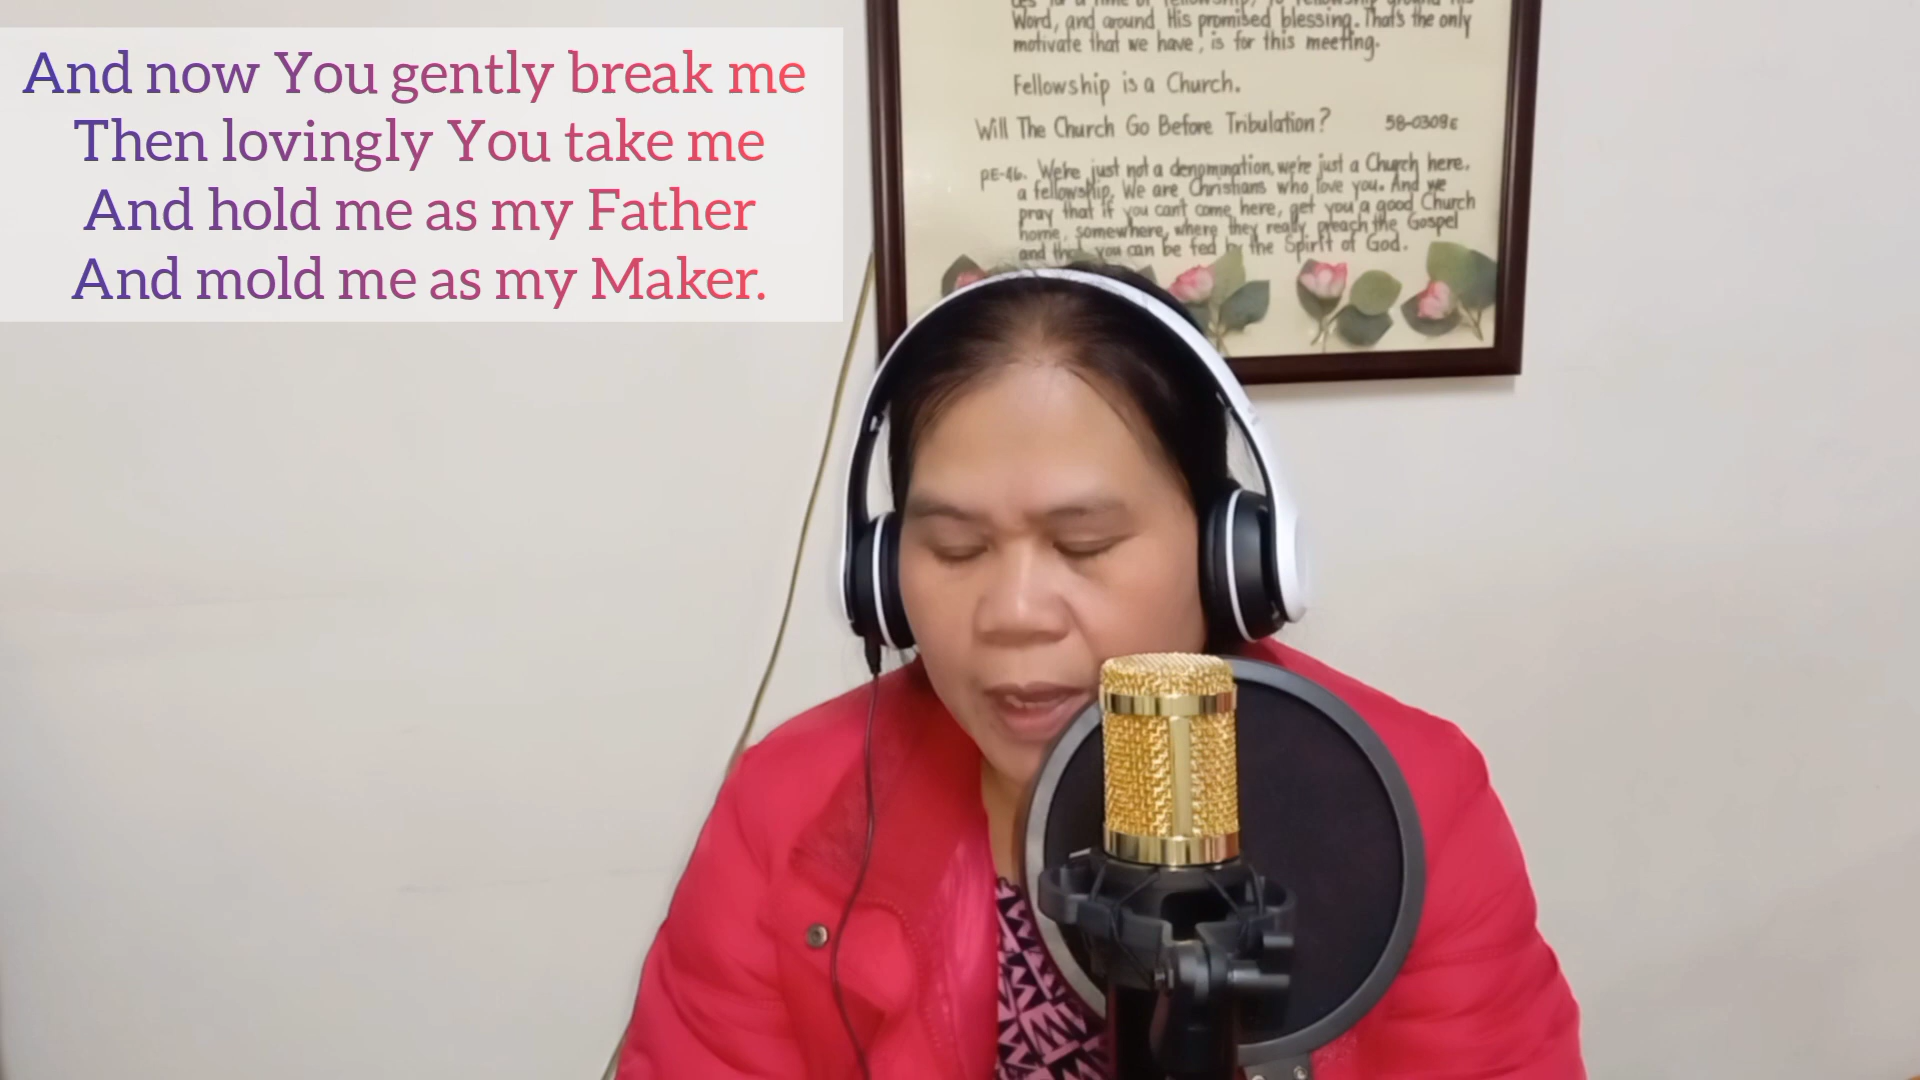 And now You gently break me
Then lovingly You take me
And hold me as my Father
And mold me as my Maker.
Word, and around His promised blessing. That's the only
motivate that we have, is for this meeting.
Fellowship is a Church.
Will The Church Go Before Tribulation? 58-0309E
PE-46. We're just not a denomination, we're just a Church here,
a fellowship, We are Christians who love you. And we
pray that if you can't come here, get you a good Church
home, somewhere, where they really preach the Gospel
and that you can be fed by the Spirit of God.